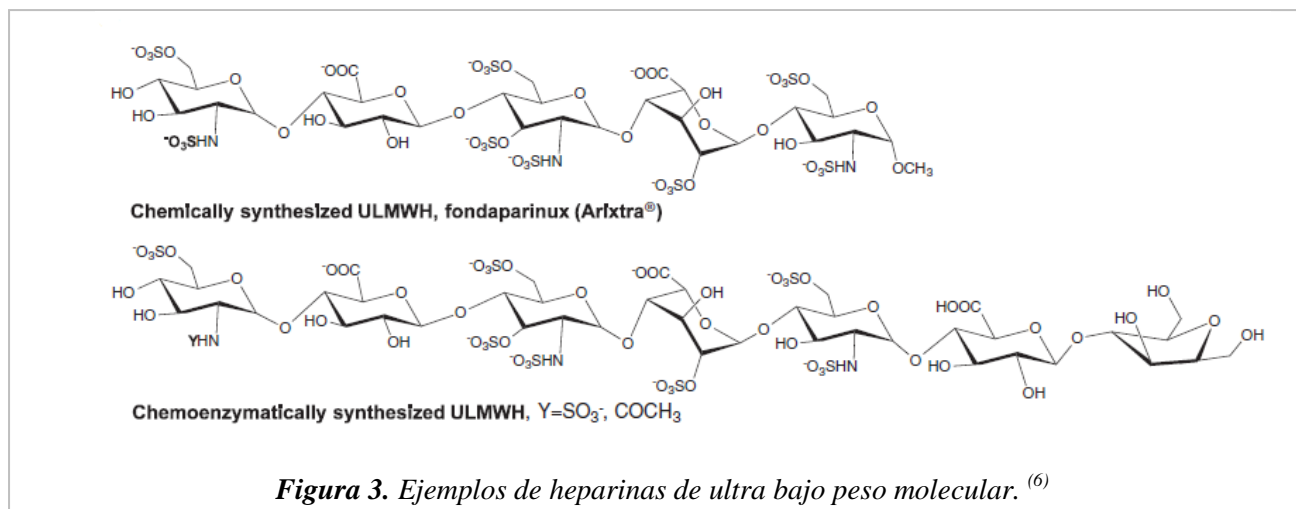 ⁻O₃SO ⁻OOC ⁻O₃SO ⁻OOC ⁻O₃SO
O O O OH O O
HO HO O HO O O O O HO
⁻O₃SHN O OH ⁻O₃SO ⁻O₃SHN O ⁻O₃SO ⁻O₃SHN OCH₃
Chemically synthesized ULMWH, fondaparinux (Arixtra®)
⁻O₃SO ⁻OOC ⁻O₃SO ⁻OOC ⁻O₃SO HOOC HO
O O O OH O O HO O OH
HO HO O HO O O O O HO HO O
YHN O OH ⁻O₃SO ⁻O₃SHN O ⁻O₃SO ⁻O₃SHN O OH
Chemoenzymatically synthesized ULMWH, Y=SO₃⁻, COCH₃
Figura 3. Ejemplos de heparinas de ultra bajo peso molecular. (6)